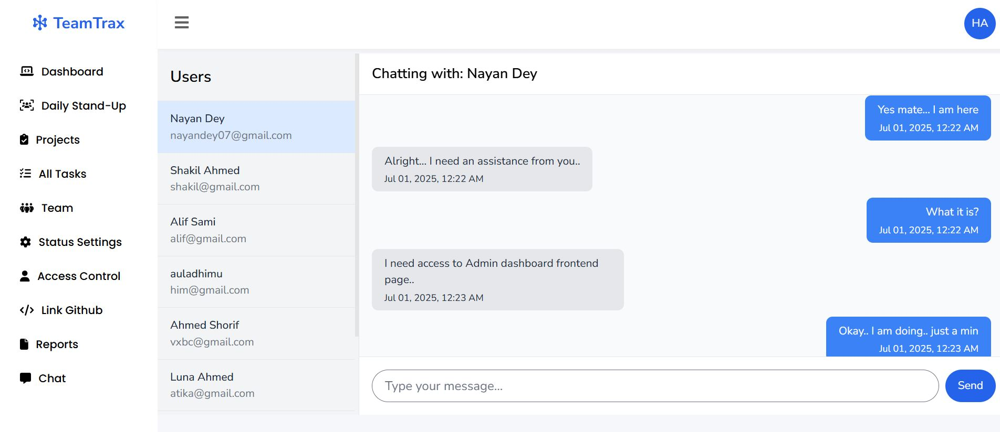 TeamTrax
HA
Dashboard
Daily Stand-Up
Projects
All Tasks
Team
Status Settings
Access Control
Link Github
Reports
Chat
Users
Nayan Dey
nayandey07@gmail.com
Shakil Ahmed
shakil@gmail.com
Alif Sami
alif@gmail.com
auladhimu
him@gmail.com
Ahmed Shorif
vxbc@gmail.com
Luna Ahmed
atika@gmail.com
Chatting with: Nayan Dey
Yes mate... I am here
Jul 01, 2025, 12:22 AM
Alright... I need an assistance from you..
Jul 01, 2025, 12:22 AM
What it is?
Jul 01, 2025, 12:22 AM
I need access to Admin dashboard frontend
page..
Jul 01, 2025, 12:23 AM
Okay.. I am doing.. just a min
Jul 01, 2025, 12:23 AM
Type your message...
Send